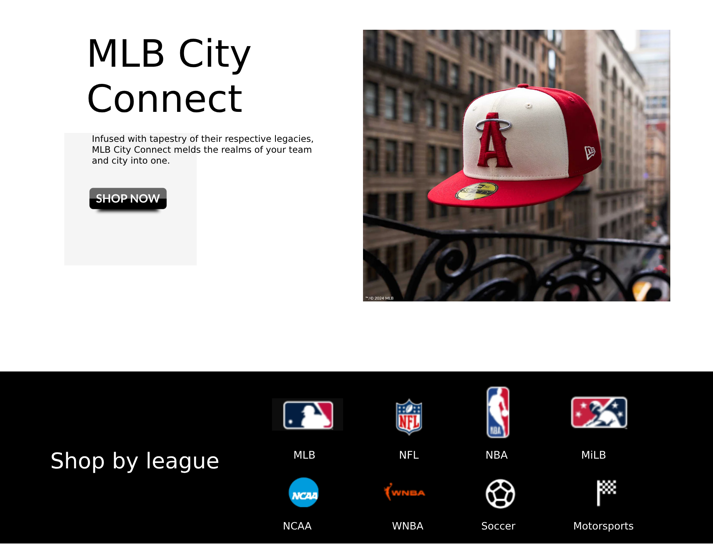 MLB City
Connect
Infused with tapestry of their respective legacies,
MLB City Connect melds the realms of your team
and city into one.
SHOP NOW
A
™/© 2024 MLB
Shop by league
NFL
NBA
MLB
NFL
NBA
MiLB
NCAA
WNBA
NCAA
WNBA
Soccer
Motorsports